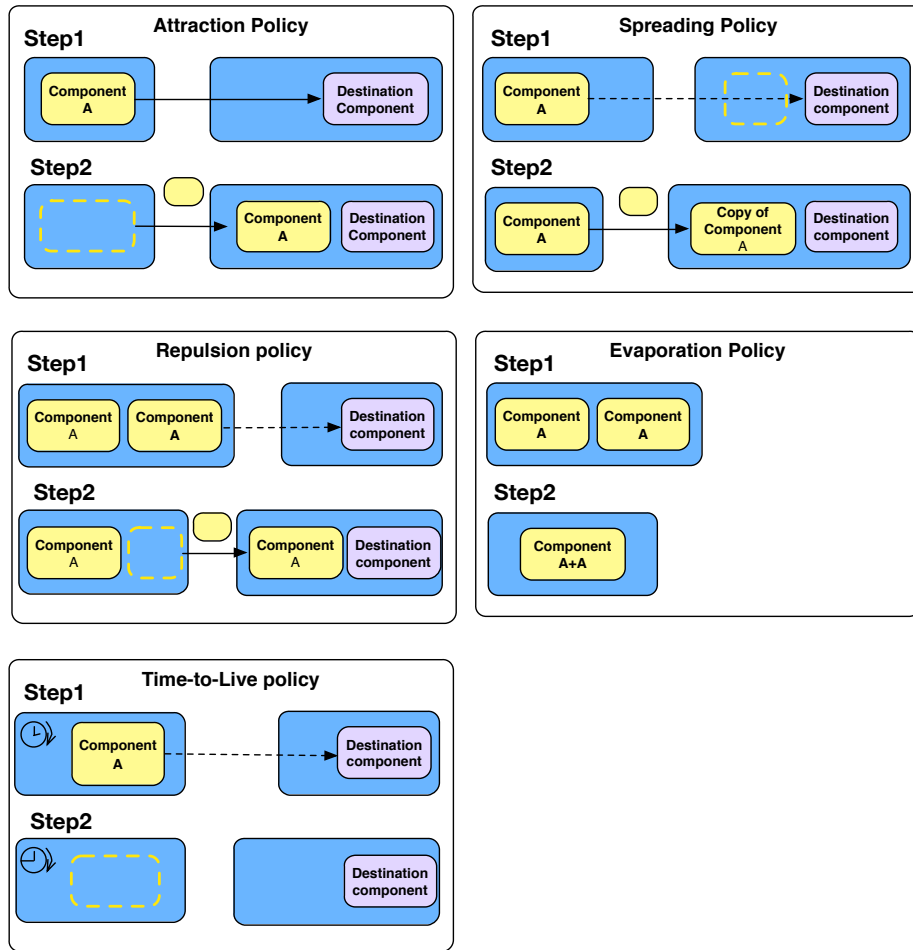 Attraction Policy
Step1
Component
A
Destination
Component
Step2
Component
A
Destination
Component
Spreading Policy
Step1
Component
A
Destination
component
Step2
Component
A
Copy of
Component
A
Destination
component
Repulsion policy
Step1
Component
A
Component
A
Destination
component
Step2
Component
A
Component
A
Destination
component
Evaporation Policy
Step1
Component
A
Component
A
Step2
Component
A+A
Time-to-Live policy
Step1
Component
A
Destination
component
Step2
Destination
component